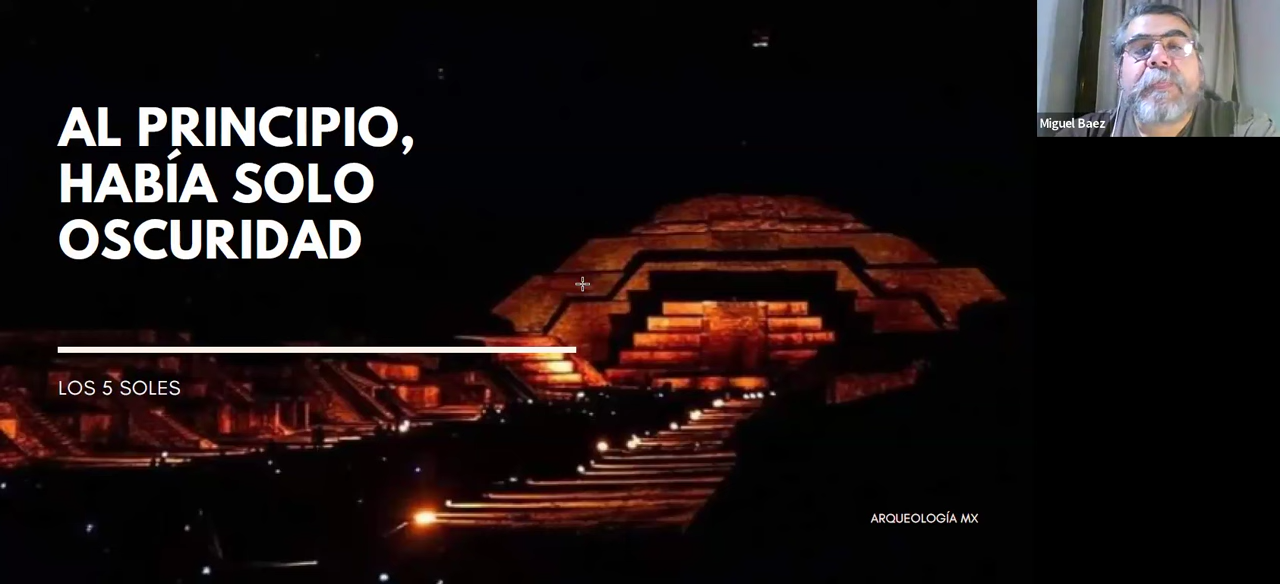 AL PRINCIPIO,
HABÍA SOLO
OSCURIDAD
LOS 5 SOLES
ARQUEOLOGÍA MX
Miguel Baez